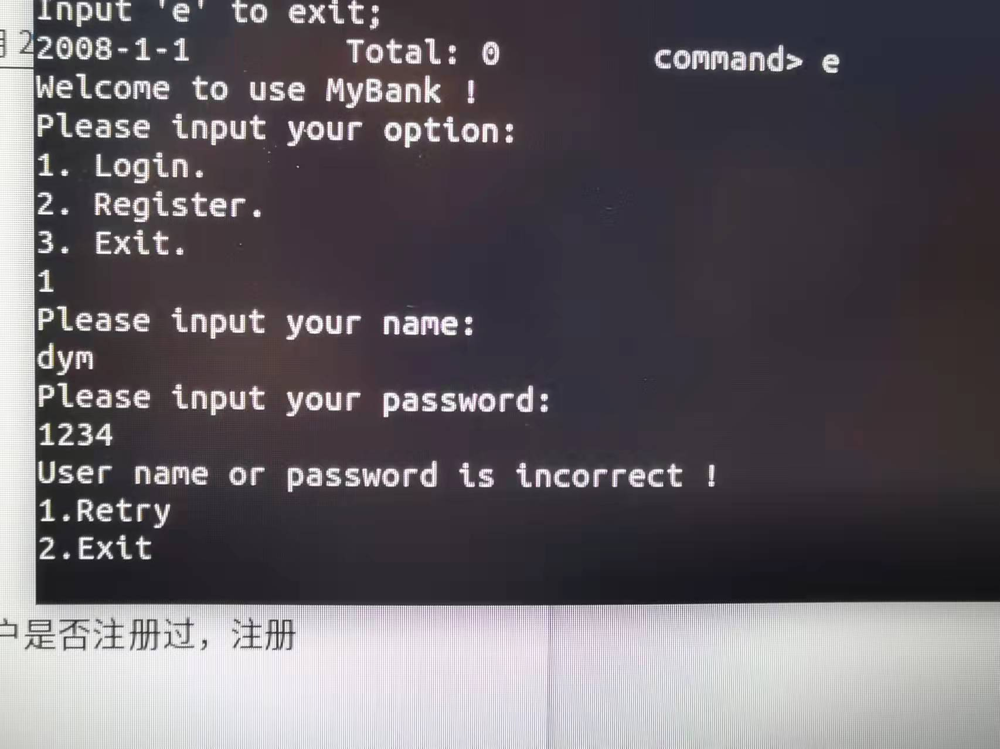 Input 'e' to exit;
2
2008-1-1 Total: 0 command> e
Welcome to use MyBank !
Please input your option:
1. Login.
2. Register.
3. Exit.
1
Please input your name:
dym
Please input your password:
1234
User name or password is incorrect !
1.Retry
2.Exit
户是否注册过，注册